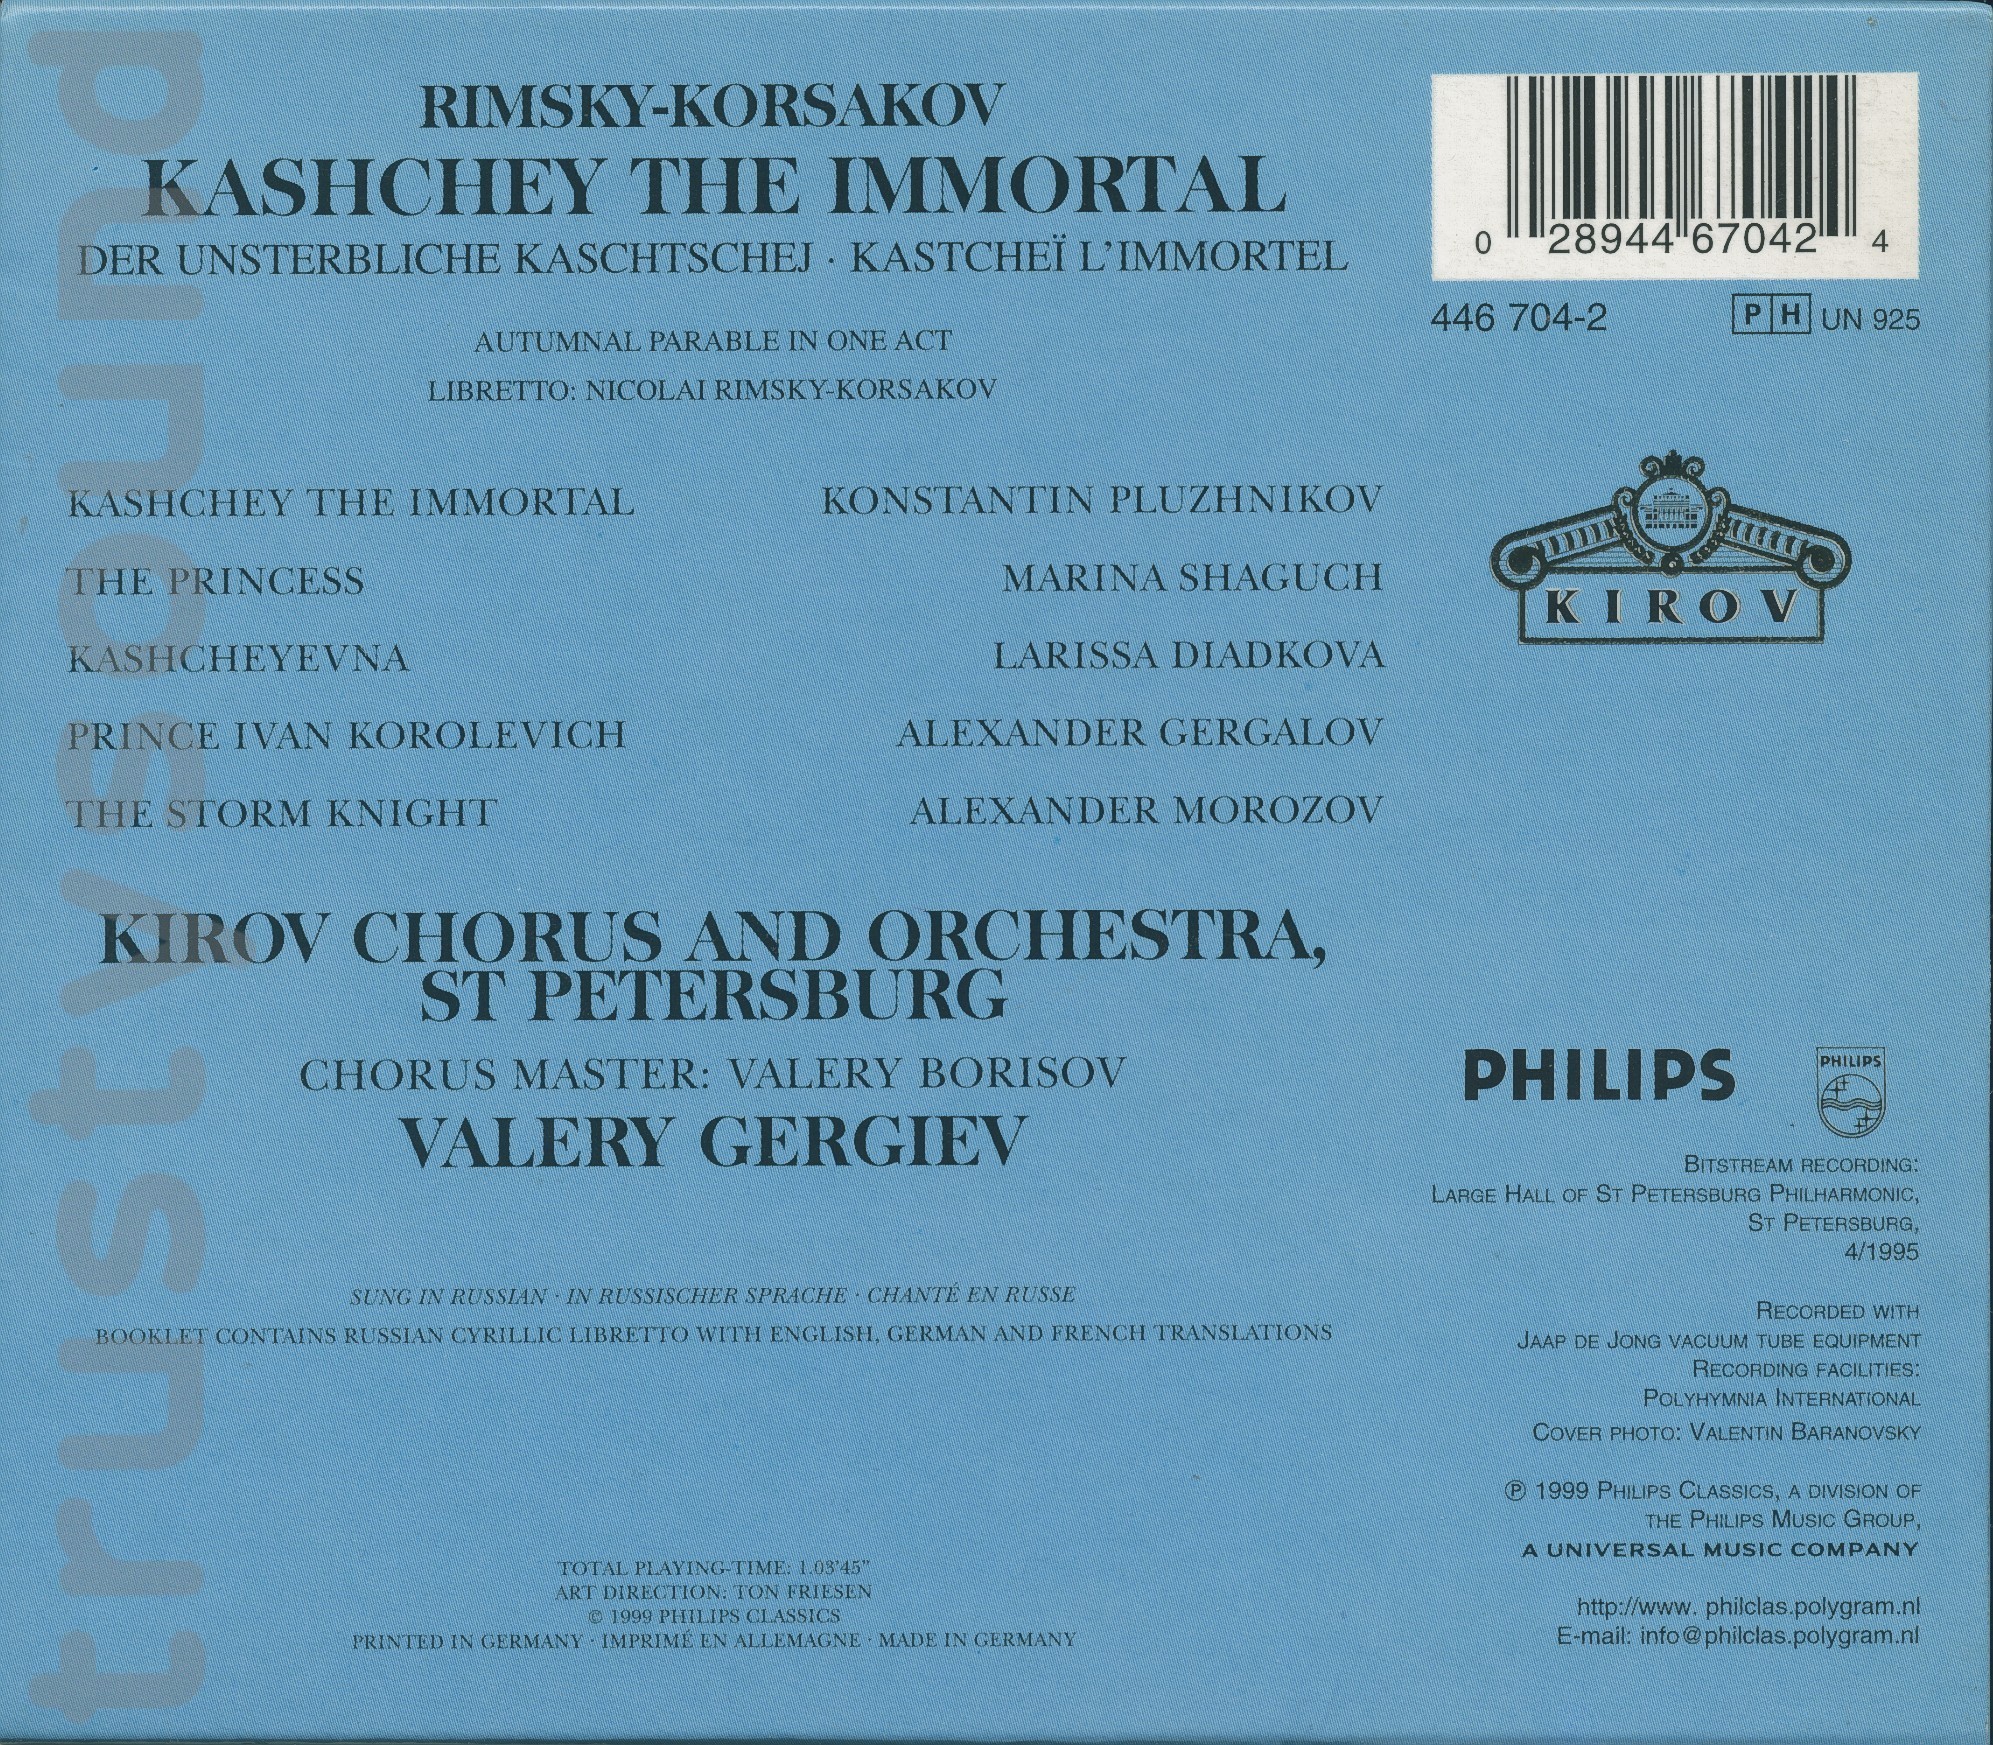 RIMSKY-KORSAKOV
KASHCHEY THE IMMORTAL
DER UNSTERBLICHE KASCHTSCHEJ · KASTCHEÏ L'IMMORTEL
AUTUMNAL PARABLE IN ONE ACT
LIBRETTO: NICOLAI RIMSKY-KORSAKOV
KASHCHEY THE IMMORTAL KONSTANTIN PLUZHNIKOV
THE PRINCESS MARINA SHAGUCH
KASHCHEYEVNA LARISSA DIADKOVA
PRINCE IVAN KOROLEVICH ALEXANDER GERGALOV
THE STORM KNIGHT ALEXANDER MOROZOV
KIROV CHORUS AND ORCHESTRA,
ST PETERSBURG
CHORUS MASTER: VALERY BORISOV
VALERY GERGIEV
SUNG IN RUSSIAN · IN RUSSISCHER SPRACHE · CHANTÉ EN RUSSE
BOOKLET CONTAINS RUSSIAN CYRILLIC LIBRETTO WITH ENGLISH, GERMAN AND FRENCH TRANSLATIONS
TOTAL PLAYING-TIME: 1.03'45"
ART DIRECTION: TON FRIESEN
© 1999 PHILIPS CLASSICS
PRINTED IN GERMANY · IMPRIMÉ EN ALLEMAGNE · MADE IN GERMANY
0 28944 67042 4
446 704-2 P H UN 925
KIROV
PHILIPS PHILIPS
BITSTREAM RECORDING:
LARGE HALL OF ST PETERSBURG PHILHARMONIC,
ST PETERSBURG,
4/1995
RECORDED WITH
JAAP DE JONG VACUUM TUBE EQUIPMENT
RECORDING FACILITIES:
POLYHYMNIA INTERNATIONAL
COVER PHOTO: VALENTIN BARANOVSKY
℗ 1999 PHILIPS CLASSICS, A DIVISION OF
THE PHILIPS MUSIC GROUP,
A UNIVERSAL MUSIC COMPANY
http://www. philclas.polygram.nl
E-mail: info@philclas.polygram.nl
trustysound